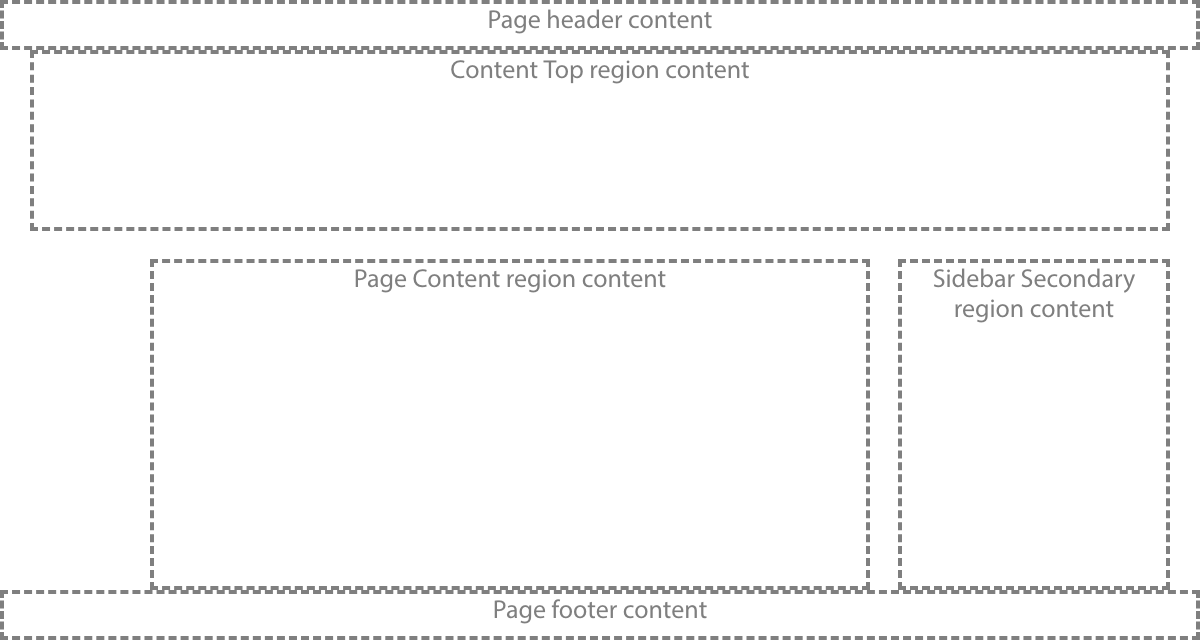 Page header content
Content Top region content
Page Content region content
Sidebar Secondary
region content
Page footer content